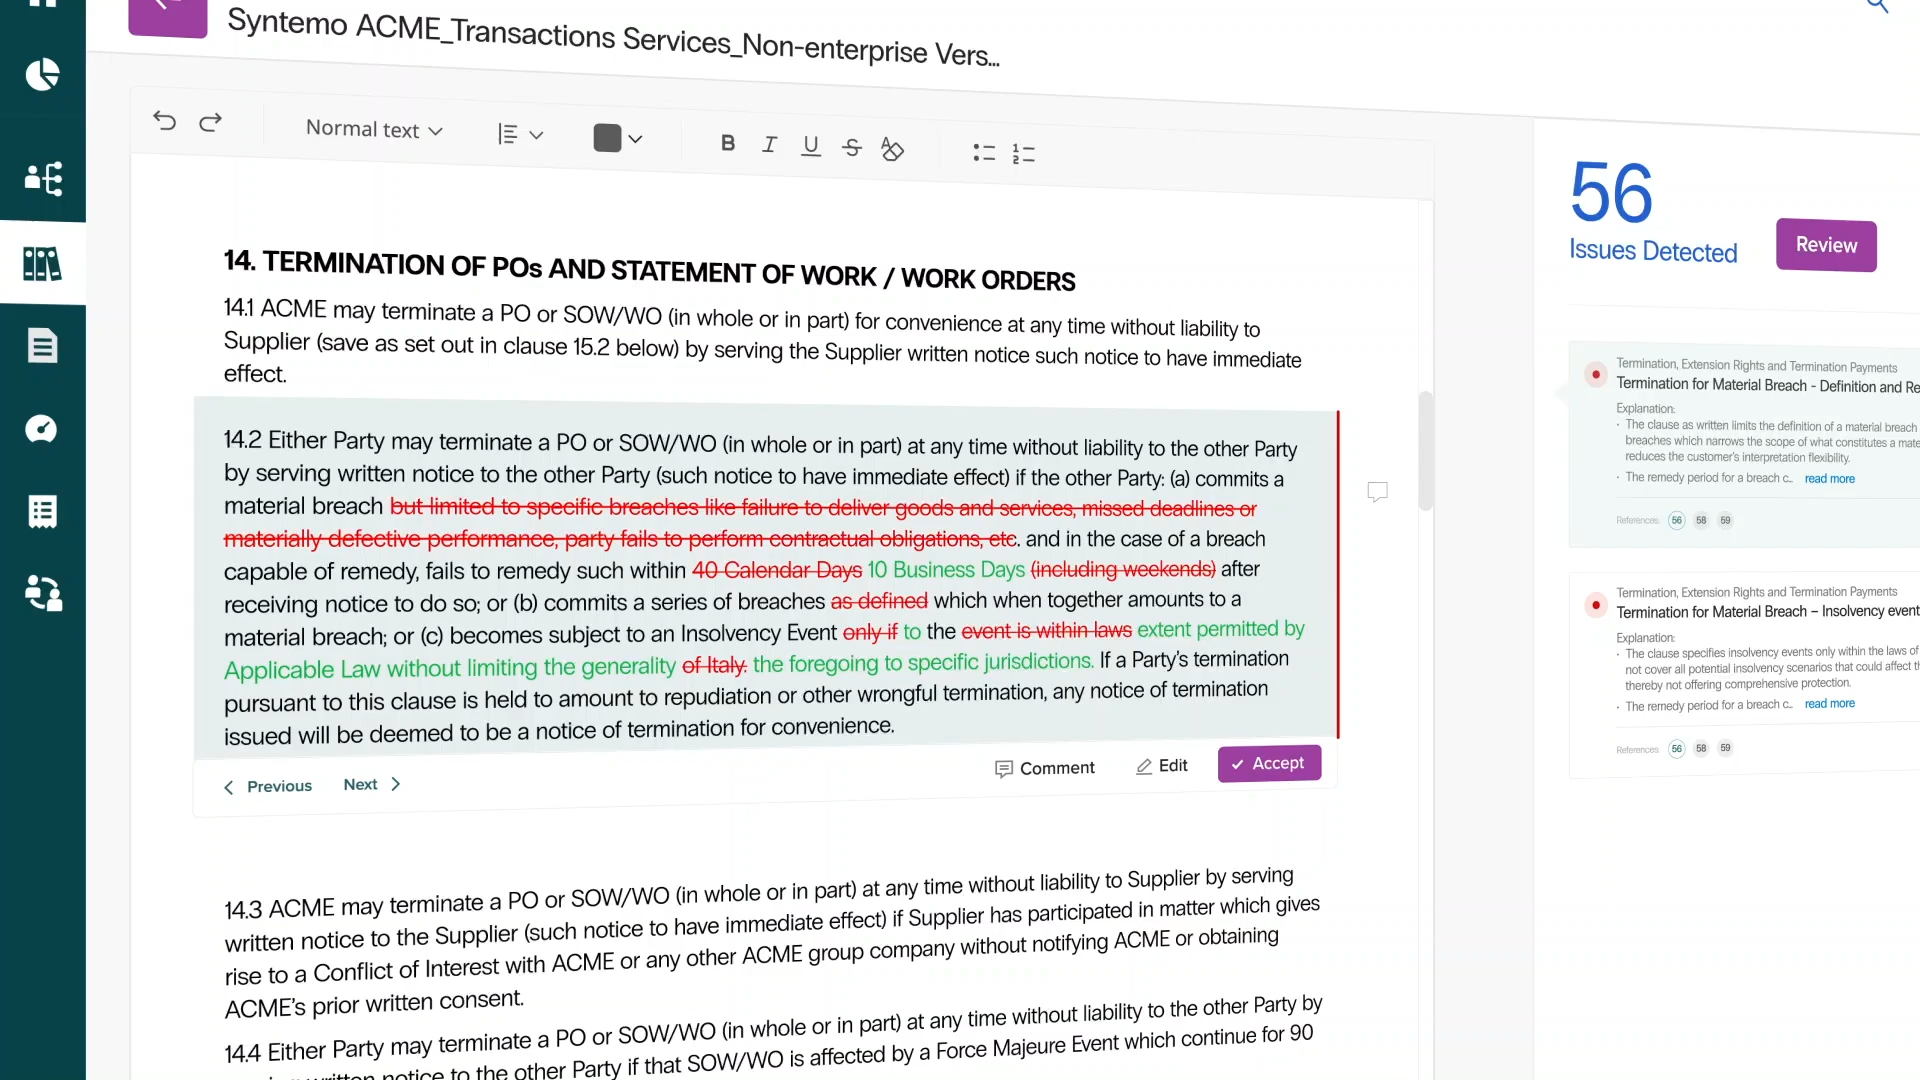 Syntemo ACME_Transactions Services_Non-enterprise Vers...
Normal text
B I U S A
14. TERMINATION OF POs AND STATEMENT OF WORK / WORK ORDERS
14.1 ACME may terminate a PO or SOW/WO (in whole or in part) for convenience at any time without liability to
Supplier (save as set out in clause 15.2 below) by serving the Supplier written notice such notice to have immediate
effect.
14.2 Either Party may terminate a PO or SOW/WO (in whole or in part) at any time without liability to the other Party
by serving written notice to the other Party (such notice to have immediate effect) if the other Party: (a) commits a
material breach but limited to specific breaches like failure to deliver goods and services, missed deadlines or
materially defective performance, party fails to perform contractual obligations, etc. and in the case of a breach
capable of remedy, fails to remedy such within 40 Calendar Days 10 Business Days (including weekends) after
receiving notice to do so; or (b) commits a series of breaches as defined which when together amounts to a
material breach; or (c) becomes subject to an Insolvency Event only if to the event is within laws extent permitted by
Applicable Law without limiting the generality of Italy. the foregoing to specific jurisdictions. If a Party's termination
pursuant to this clause is held to amount to repudiation or other wrongful termination, any notice of termination
issued will be deemed to be a notice of termination for convenience.
Previous Next Comment Edit Accept
14.3 ACME may terminate a PO or SOW/WO (in whole or in part) at any time without liability to Supplier by serving
written notice to the Supplier (such notice to have immediate effect) if Supplier has participated in matter which gives
rise to a Conflict of Interest with ACME or any other ACME group company without notifying ACME or obtaining
ACME's prior written consent.
14.4 Either Party may terminate a PO or SOW/WO (in whole or in part) at any time without liability to the other Party by
written notice to the other Party if that SOW/WO is affected by a Force Majeure Event which continue for 90
56
Issues Detected
Review
Termination, Extension Rights and Termination Payments
Termination for Material Breach - Definition and Re
Explanation:
· The clause as written limits the definition of a material breach
breaches which narrows the scope of what constitutes a mate
reduces the customer's interpretation flexibility.
· The remedy period for a breach c... read more
References: 56 58 59
Termination, Extension Rights and Termination Payments
Termination for Material Breach – Insolvency event
Explanation:
· The clause specifies insolvency events only within the laws of
not cover all potential insolvency scenarios that could affect th
thereby not offering comprehensive protection.
· The remedy period for a breach c... read more
References: 56 58 59